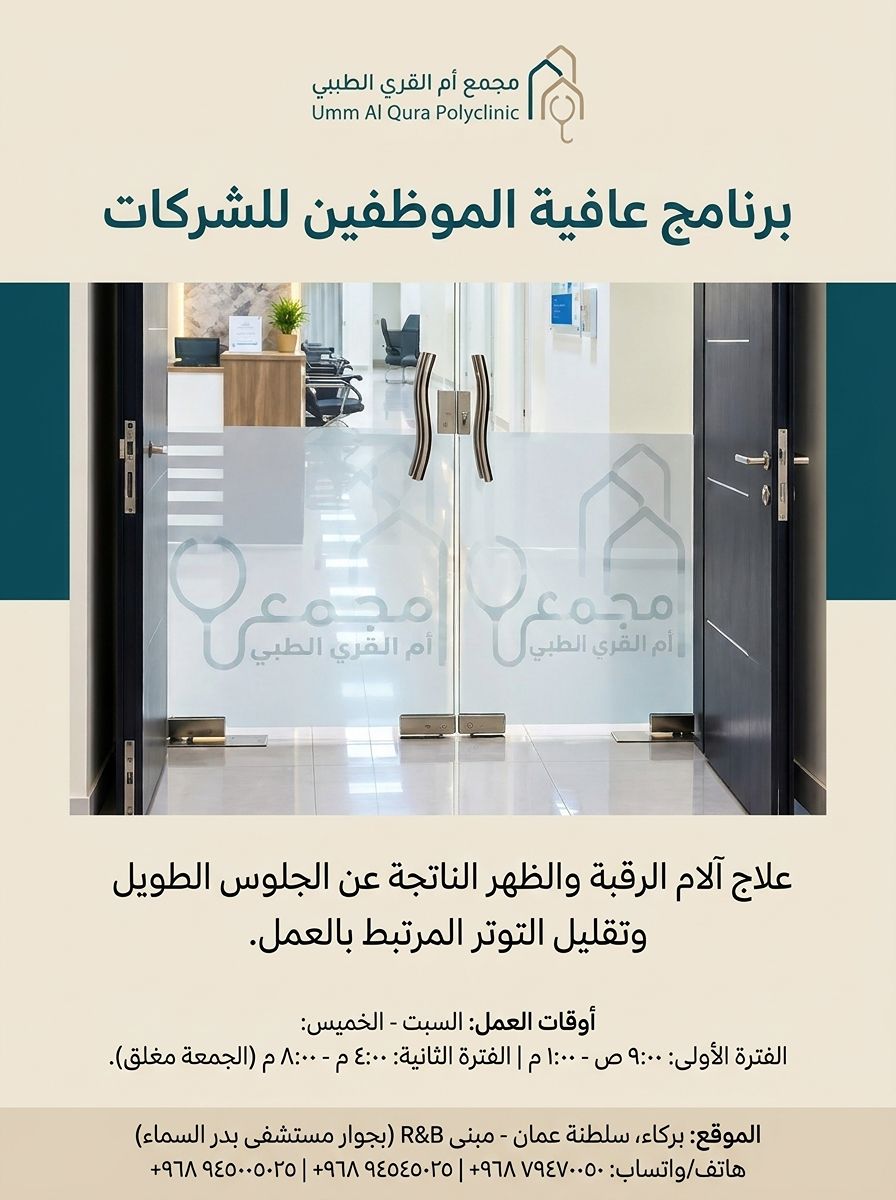 مجمع أم القري الطبي
Umm Al Qura Polyclinic
برنامج عافية الموظفين للشركات
مجمع
أم القري الطبي
مجمع
أم القري الطبي
علاج آلام الرقبة والظهر الناتجة عن الجلوس الطويل
وتقليل التوتر المرتبط بالعمل.
أوقات العمل: السبت - الخميس:
الفترة الأولى: ٩:٠٠ ص - ١:٠٠ م | الفترة الثانية: ٤:٠٠ م - ٨:٠٠ م (الجمعة مغلق).
الموقع: بركاء، سلطنة عمان - مبنى R&B (بجوار مستشفى بدر السماء)
هاتف/واتساب: ٧٩٤٧٠٠٥٠ ٩٦٨+ | ٩٤٥٤٥٠٢٥ ٩٦٨+ | ٩٤٥٠٠٥٠٢٥ ٩٦٨+